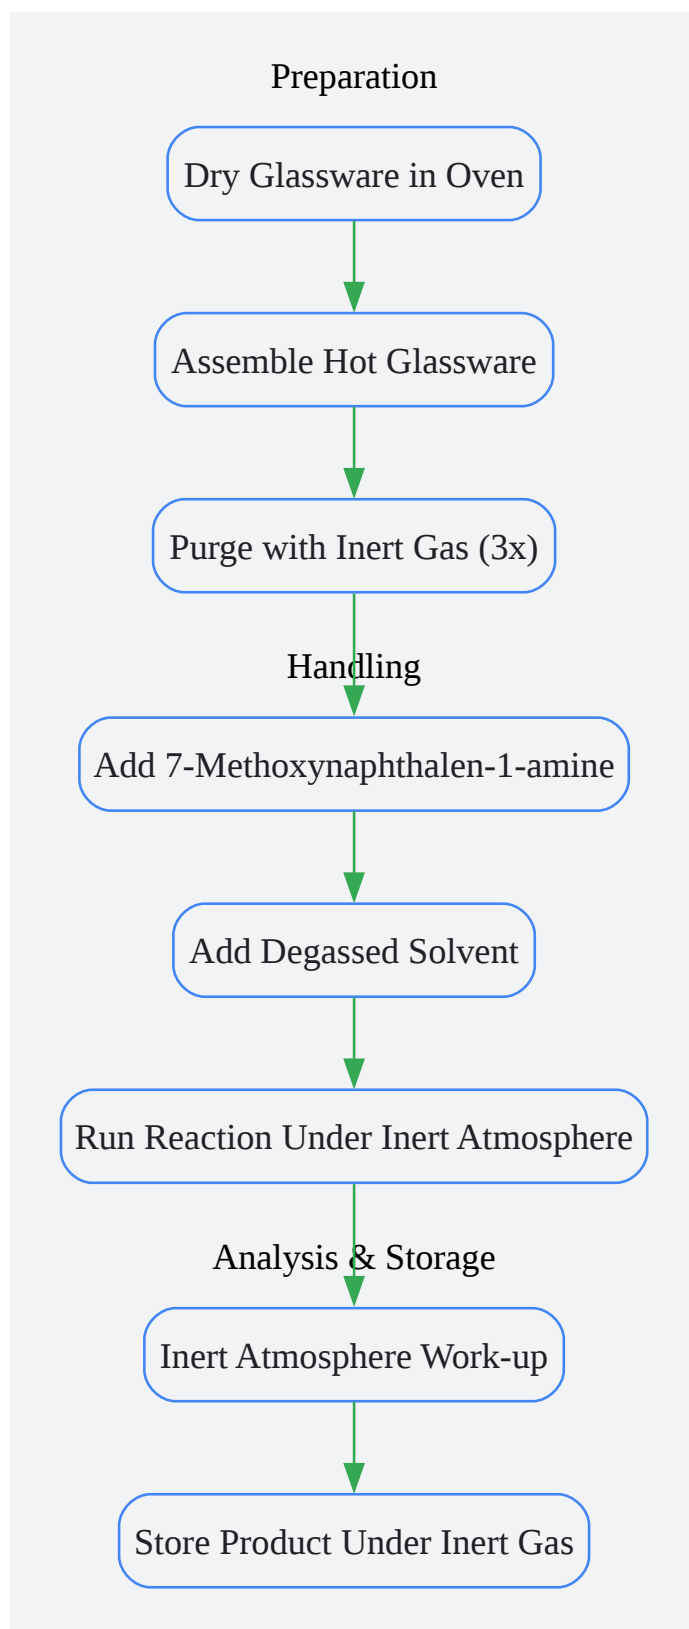 Preparation
Dry Glassware in Oven
Assemble Hot Glassware
Purge with Inert Gas (3x)
Handling
Add 7-Methoxynaphthalen-1-amine
Add Degassed Solvent
Run Reaction Under Inert Atmosphere
Analysis & Storage
Inert Atmosphere Work-up
Store Product Under Inert Gas